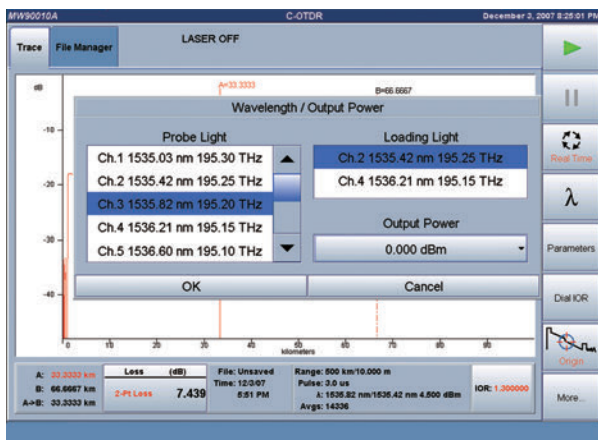 MW90010A C-OTDR December 3, 2007 8:25:01 PM
Trace File Manager LASER OFF
dB A=33.3333 B=66.6667
Wavelength / Output Power
Probe Light Loading Light
Ch.1 1535.03 nm 195.30 THz
Ch.2 1535.42 nm 195.25 THz
Ch.3 1535.82 nm 195.20 THz
Ch.4 1536.21 nm 195.15 THz
Ch.5 1536.60 nm 195.10 THz
Ch.2 1535.42 nm 195.25 THz
Ch.4 1536.21 nm 195.15 THz
Output Power
0.000 dBm
OK Cancel
-10
-20
-30
-40
0 10 20 30 40 50 60 70 80 90
kilometers
Real Time
λ
Parameters
Dial IOR
Origin
More...
A: 33.3333 km
B: 66.6667 km
A->B: 33.3333 km
Loss (dB)
2-Pt Loss 7.439
File: Unsaved
Time: 12/3/07
5:51 PM
Range: 500 km/10.000 m
Pulse: 3.0 us
λ: 1535.82 nm/1535.42 nm 4.500 dBm
Avgs: 14336
IOR: 1.500000